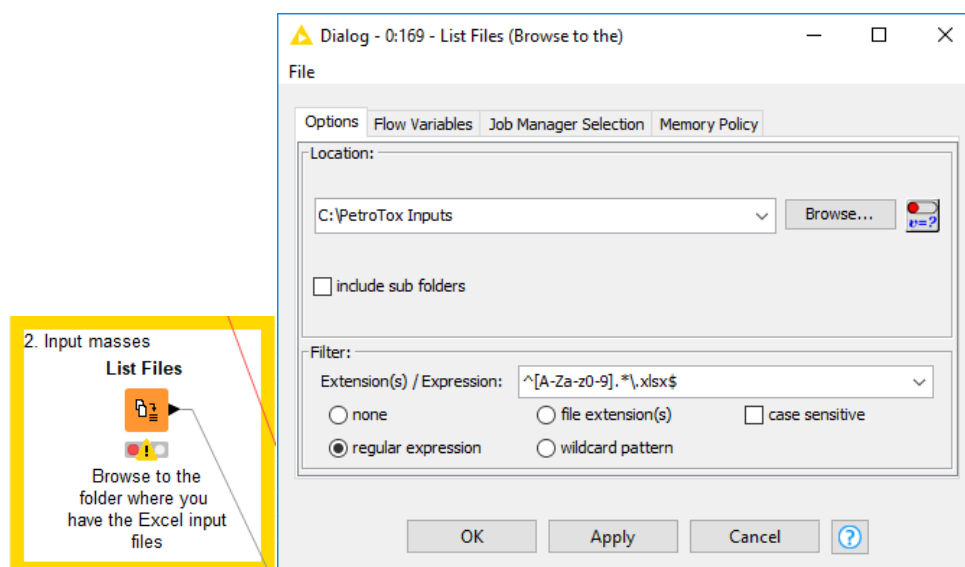 Dialog - 0:169 - List Files (Browse to the)
File
Options Flow Variables Job Manager Selection Memory Policy
Location:
C:\PetroTox Inputs Browse... v=?
include sub folders
Filter:
Extension(s) / Expression: ^[A-Za-z0-9].*\.xlsx$
none file extension(s) case sensitive
regular expression wildcard pattern
OK Apply Cancel ?
2. Input masses
List Files
!
Browse to the
folder where you
have the Excel input
files